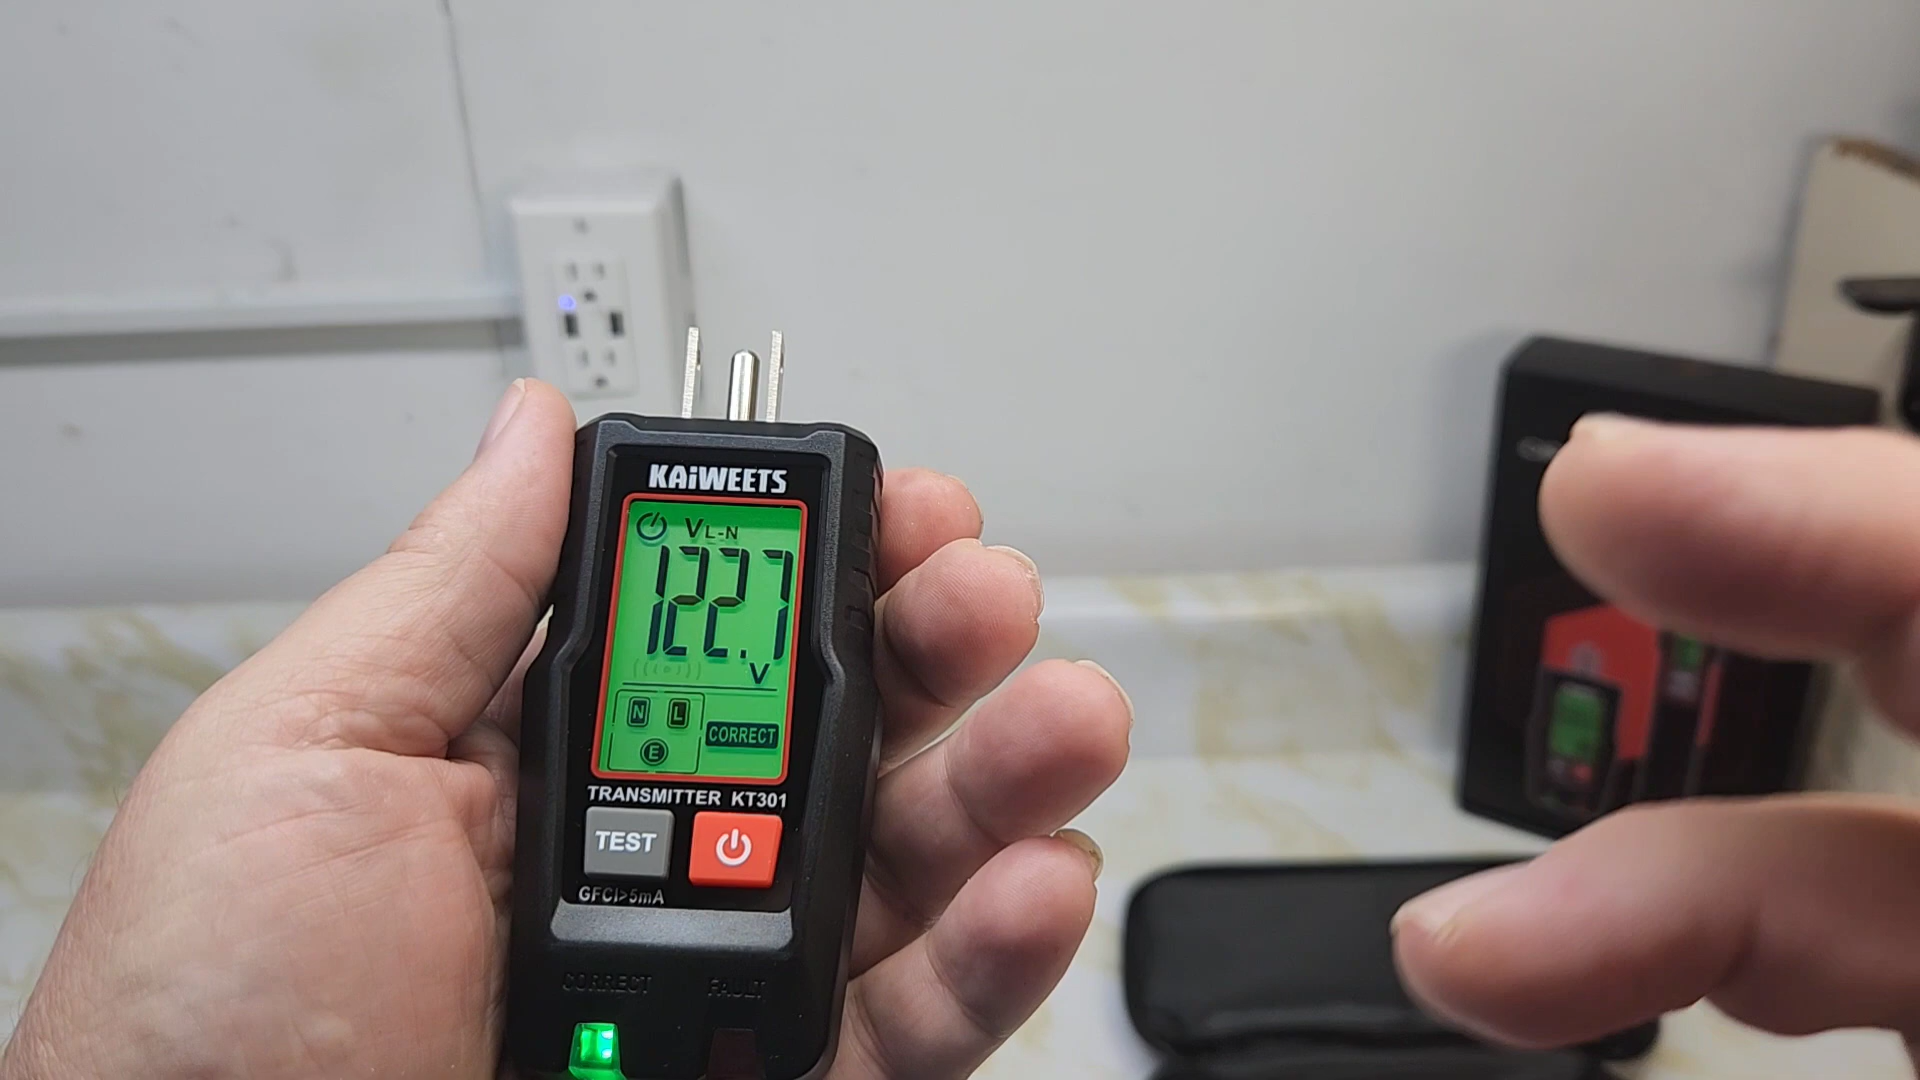 KAiWEETS
VL-N
122.7
V
N L
CORRECT
E
TRANSMITTER KT301
TEST
GFCI>5mA
CORRECT FAULT